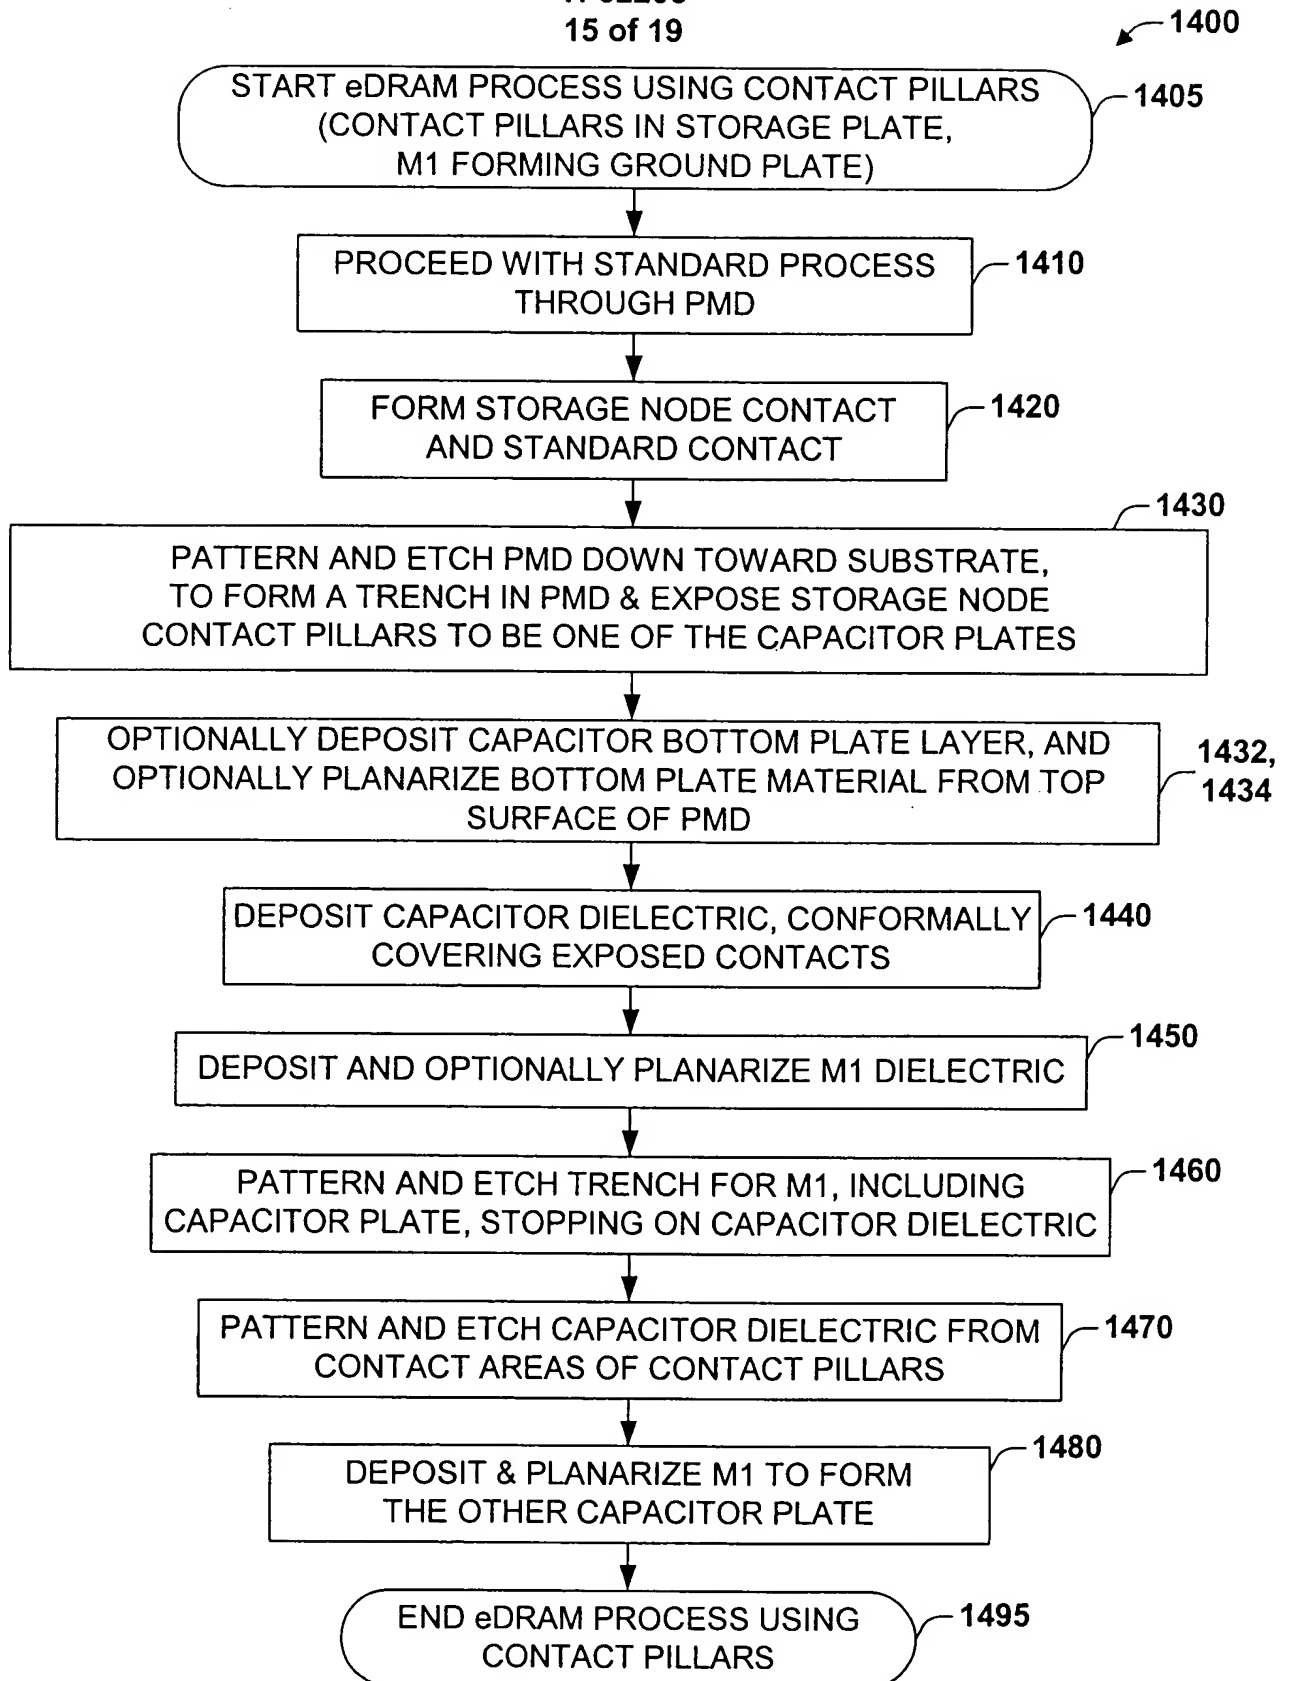 15 of 19
1400
START eDRAM PROCESS USING CONTACT PILLARS
(CONTACT PILLARS IN STORAGE PLATE,
M1 FORMING GROUND PLATE)
1405
PROCEED WITH STANDARD PROCESS
THROUGH PMD
1410
FORM STORAGE NODE CONTACT
AND STANDARD CONTACT
1420
1430
PATTERN AND ETCH PMD DOWN TOWARD SUBSTRATE,
TO FORM A TRENCH IN PMD & EXPOSE STORAGE NODE
CONTACT PILLARS TO BE ONE OF THE CAPACITOR PLATES
OPTIONALLY DEPOSIT CAPACITOR BOTTOM PLATE LAYER, AND
OPTIONALLY PLANARIZE BOTTOM PLATE MATERIAL FROM TOP
SURFACE OF PMD
1432,
1434
DEPOSIT CAPACITOR DIELECTRIC, CONFORMALLY
COVERING EXPOSED CONTACTS
1440
DEPOSIT AND OPTIONALLY PLANARIZE M1 DIELECTRIC
1450
PATTERN AND ETCH TRENCH FOR M1, INCLUDING
CAPACITOR PLATE, STOPPING ON CAPACITOR DIELECTRIC
1460
PATTERN AND ETCH CAPACITOR DIELECTRIC FROM
CONTACT AREAS OF CONTACT PILLARS
1470
DEPOSIT & PLANARIZE M1 TO FORM
THE OTHER CAPACITOR PLATE
1480
END eDRAM PROCESS USING
CONTACT PILLARS
1495